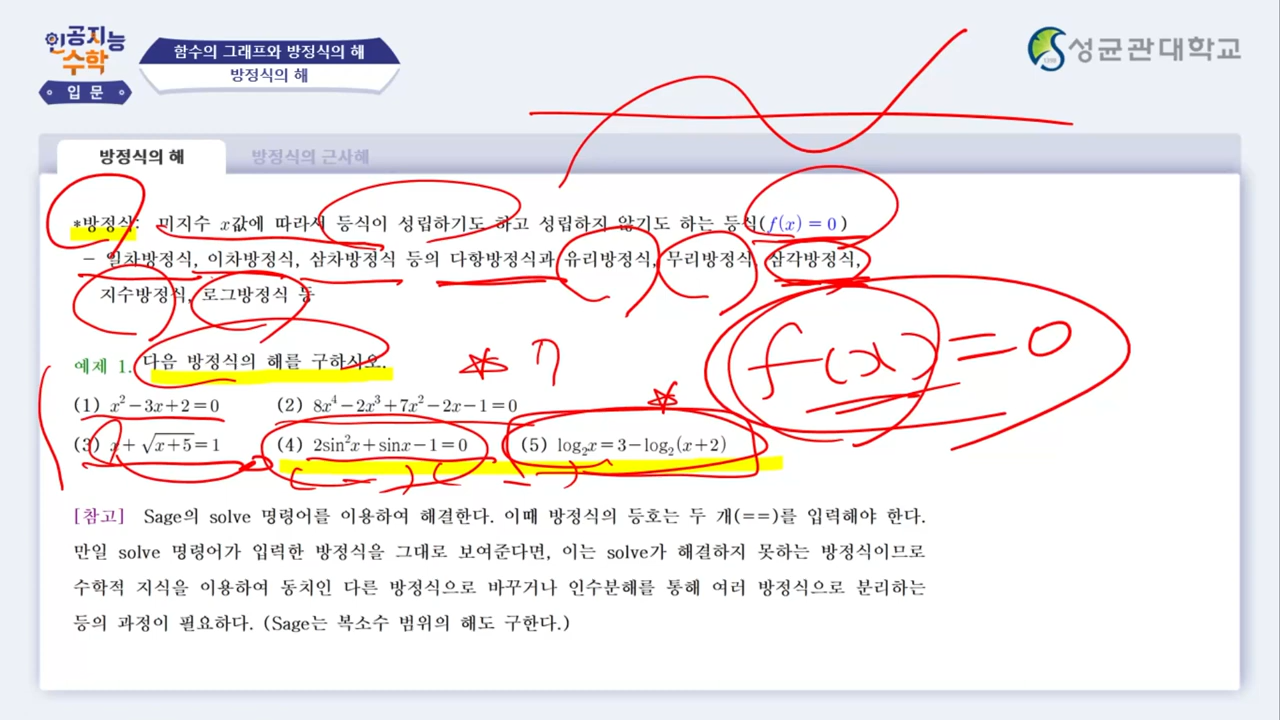 인공지능
수학
입문
함수의 그래프와 방정식의 해
방정식의 해
성균관대학교
방정식의 해
방정식의 근사해
*방정식: 미지수 x값에 따라서 등식이 성립하기도 하고 성립하지 않기도 하는 등식(f(x) = 0)
- 일차방정식, 이차방정식, 삼차방정식 등의 다항방정식과 유리방정식, 무리방정식, 삼각방정식,
지수방정식, 로그방정식 등
f(x) = 0
예제 1. 다음 방정식의 해를 구하시오.
(1) x²-3x+2=0 (2) 8x⁴-2x³+7x²-2x-1=0
(3) x+√(x+5)=1 (4) 2sin²x+sinx-1=0 (5) log₂x=3-log₂(x+2)
[참고] Sage의 solve 명령어를 이용하여 해결한다. 이때 방정식의 등호는 두 개(==)를 입력해야 한다.
만일 solve 명령어가 입력한 방정식을 그대로 보여준다면, 이는 solve가 해결하지 못하는 방정식이므로
수학적 지식을 이용하여 동치인 다른 방정식으로 바꾸거나 인수분해를 통해 여러 방정식으로 분리하는
등의 과정이 필요하다. (Sage는 복소수 범위의 해도 구한다.)